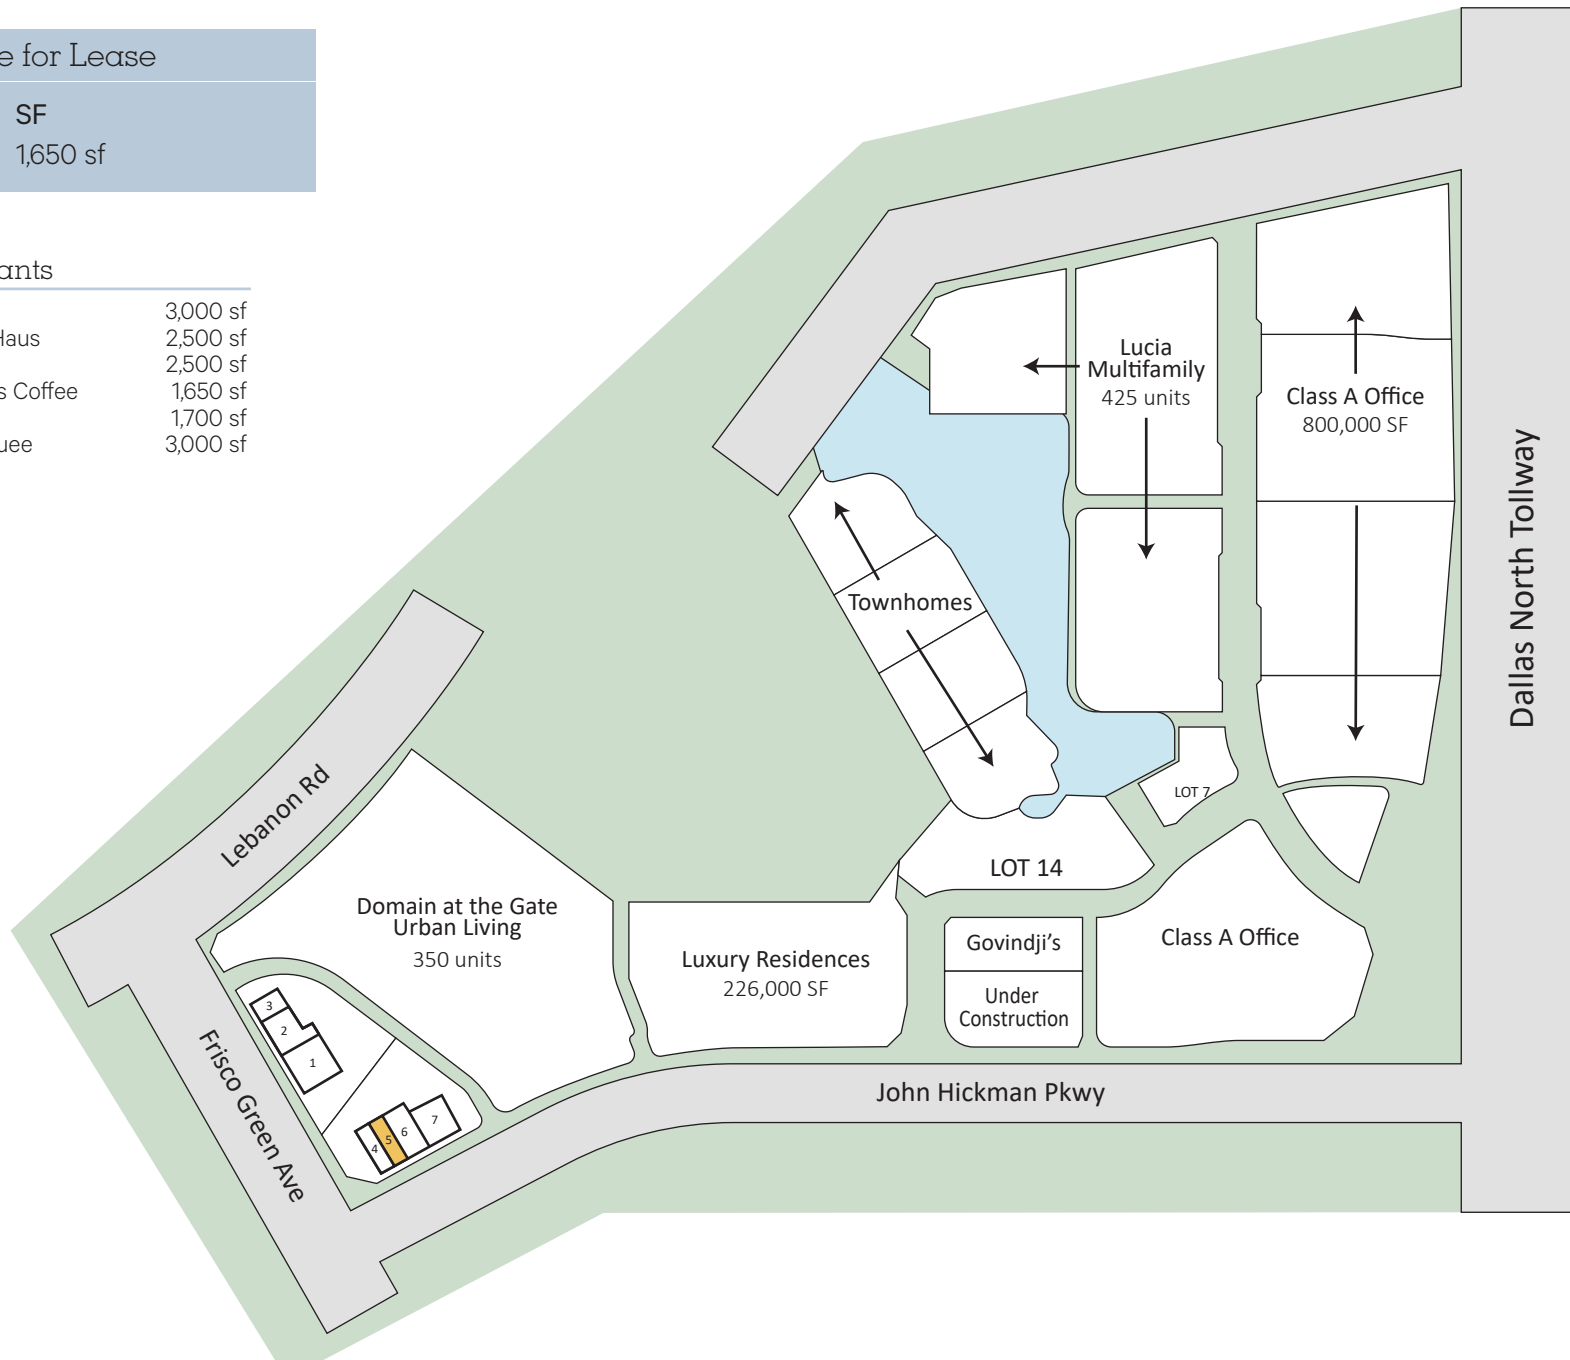 e for Lease
SF
1,650 sf
ants
3,000 sf
Haus 2,500 sf
2,500 sf
s Coffee 1,650 sf
1,700 sf
uee 3,000 sf
Lucia
Multifamily
425 units
Class A Office
800,000 SF
Dallas North Tollway
Townhomes
LOT 7
LOT 14
Lebanon Rd
Domain at the Gate
Urban Living
350 units
Luxury Residences
226,000 SF
Govindji's
Under
Construction
Class A Office
3
2
1
Frisco Green Ave
4
5
6
7
John Hickman Pkwy